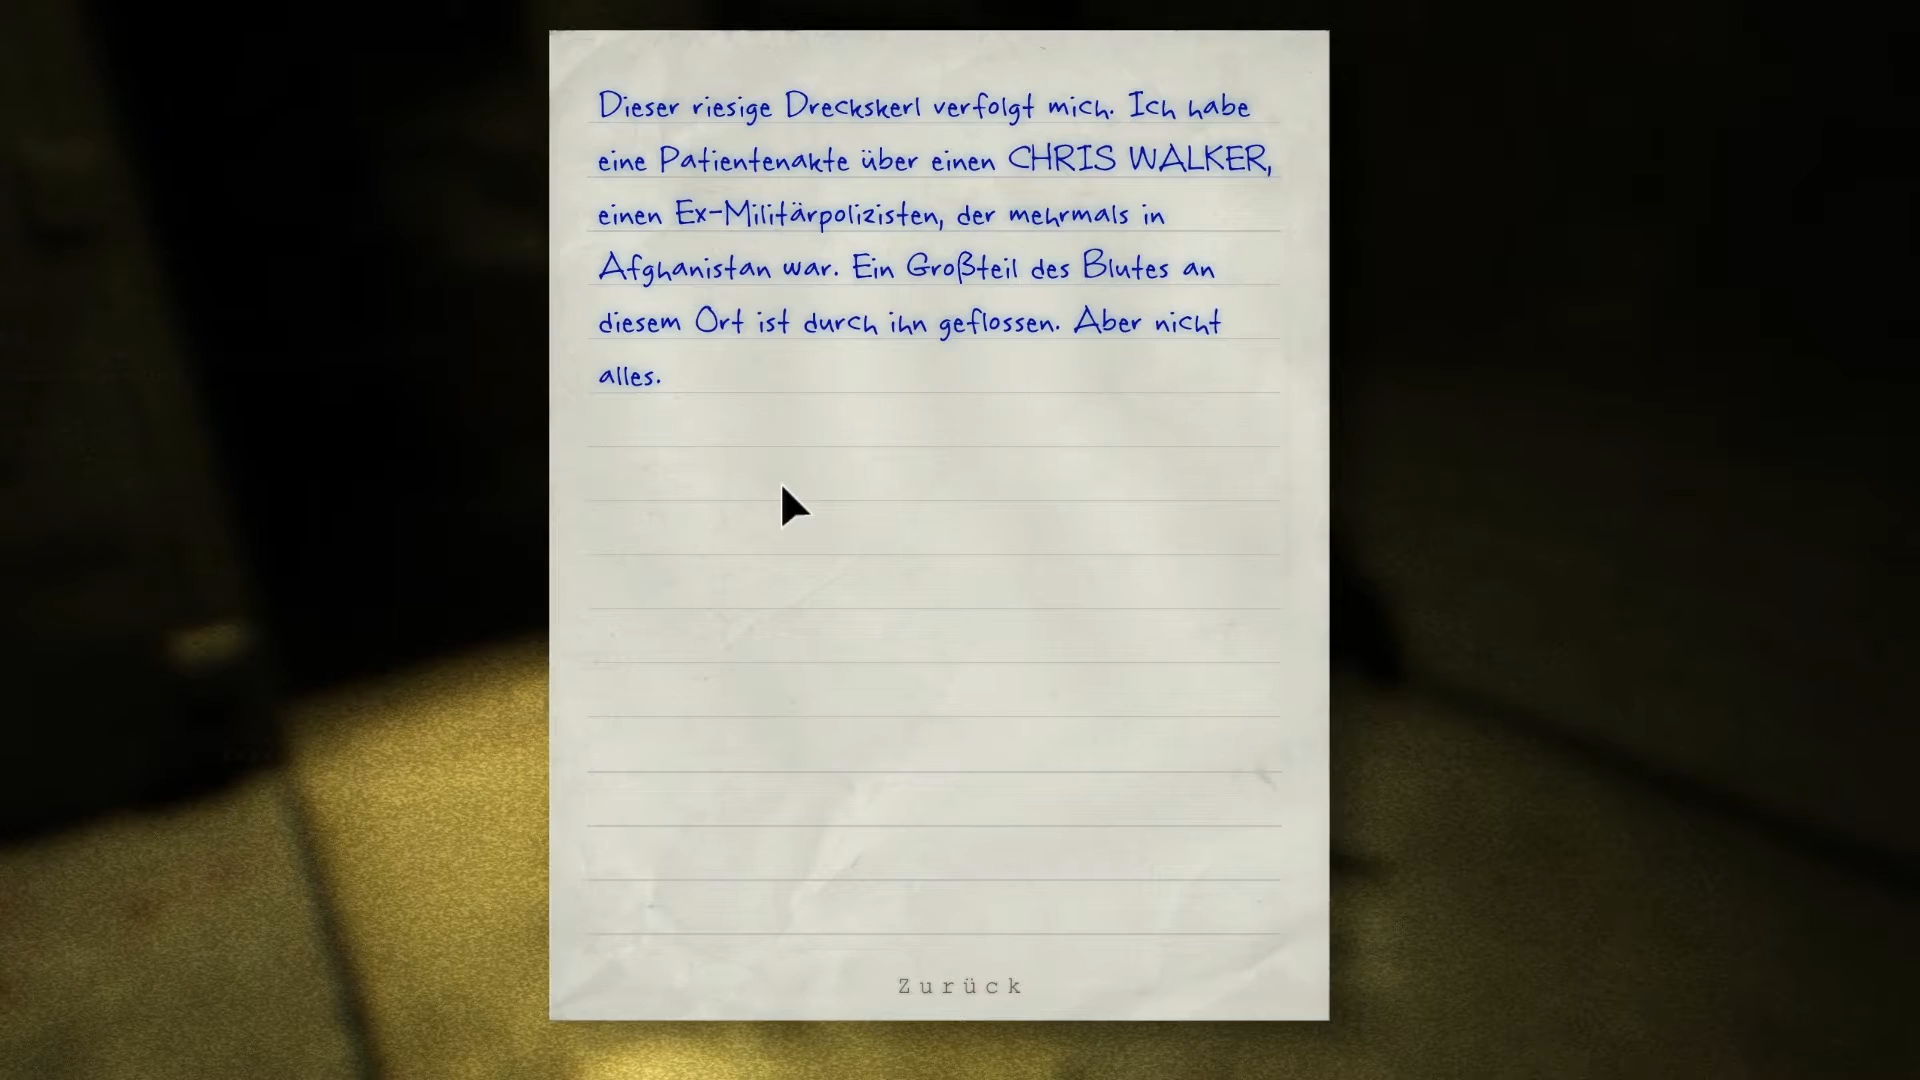 Dieser riesige Dreckskerl verfolgt mich. Ich habe
eine Patientenakte über einen CHRIS WALKER,
einen Ex-Militärpolizisten, der mehrmals in
Afghanistan war. Ein Großteil des Blutes an
diesem Ort ist durch ihn geflossen. Aber nicht
alles.
Zurück